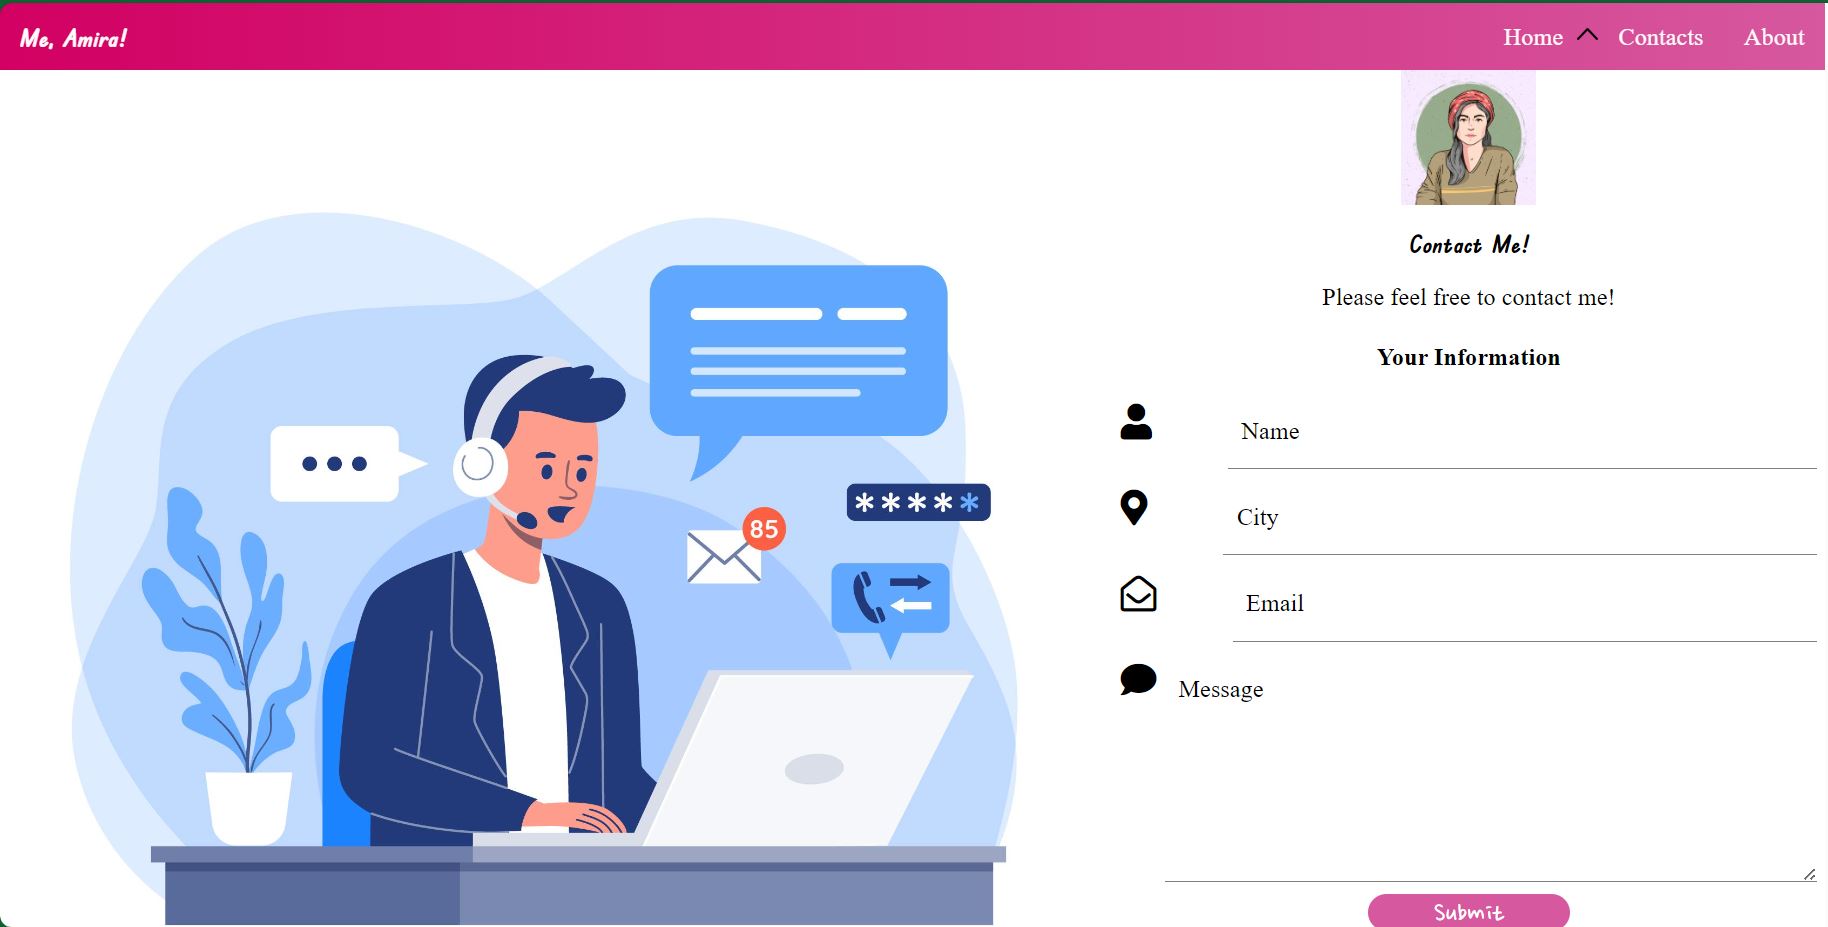 Me, Amira!
Home Contacts About
Contact Me!
Please feel free to contact me!
Your Information
Name
City
Email
Message
Submit
85
*****